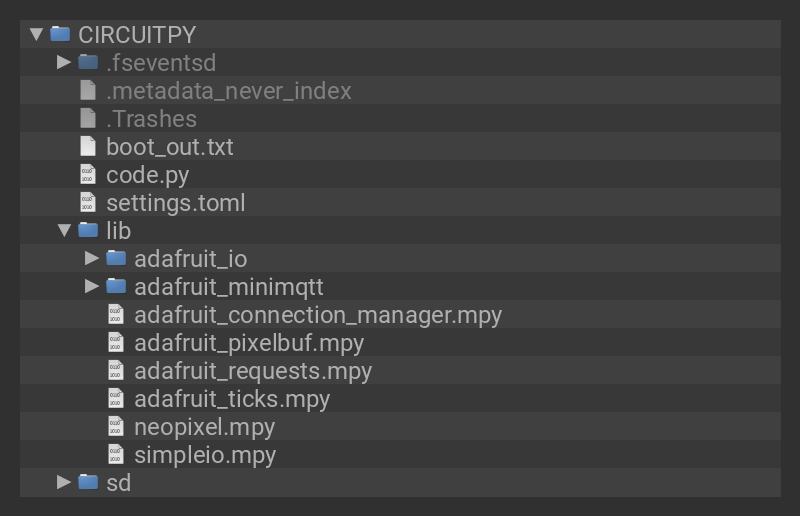 CIRCUITPY
.fseventsd
.metadata_never_index
.Trashes
boot_out.txt
code.py
settings.toml
lib
adafruit_io
adafruit_minimqtt
adafruit_connection_manager.mpy
adafruit_pixelbuf.mpy
adafruit_requests.mpy
adafruit_ticks.mpy
neopixel.mpy
simpleio.mpy
sd